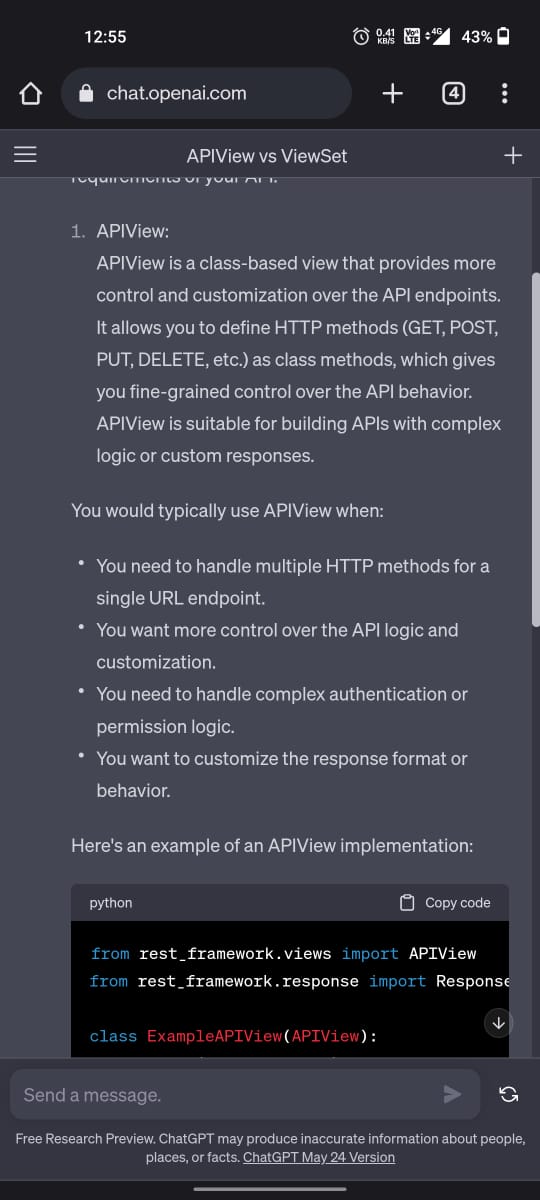 12:55
0.41 KB/S
Vo LTE
4G
43%
chat.openai.com
4
APIView vs ViewSet
requirements of your API.
1. APIView:
APIView is a class-based view that provides more
control and customization over the API endpoints.
It allows you to define HTTP methods (GET, POST,
PUT, DELETE, etc.) as class methods, which gives
you fine-grained control over the API behavior.
APIView is suitable for building APIs with complex
logic or custom responses.
You would typically use APIView when:
• You need to handle multiple HTTP methods for a
single URL endpoint.
• You want more control over the API logic and
customization.
• You need to handle complex authentication or
permission logic.
• You want to customize the response format or
behavior.
Here's an example of an APIView implementation:
python
Copy code
from rest_framework.views import APIView
from rest_framework.response import Response
class ExampleAPIView(APIView):
Send a message.
Free Research Preview. ChatGPT may produce inaccurate information about people,
places, or facts. ChatGPT May 24 Version